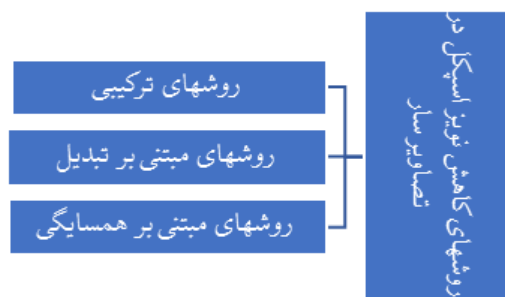 روشهای کاهش نویز اسپکل در
تصاویر سار
روشهای ترکیبی
روشهای مبتنی بر تبدیل
روشهای مبتنی بر همسایگی